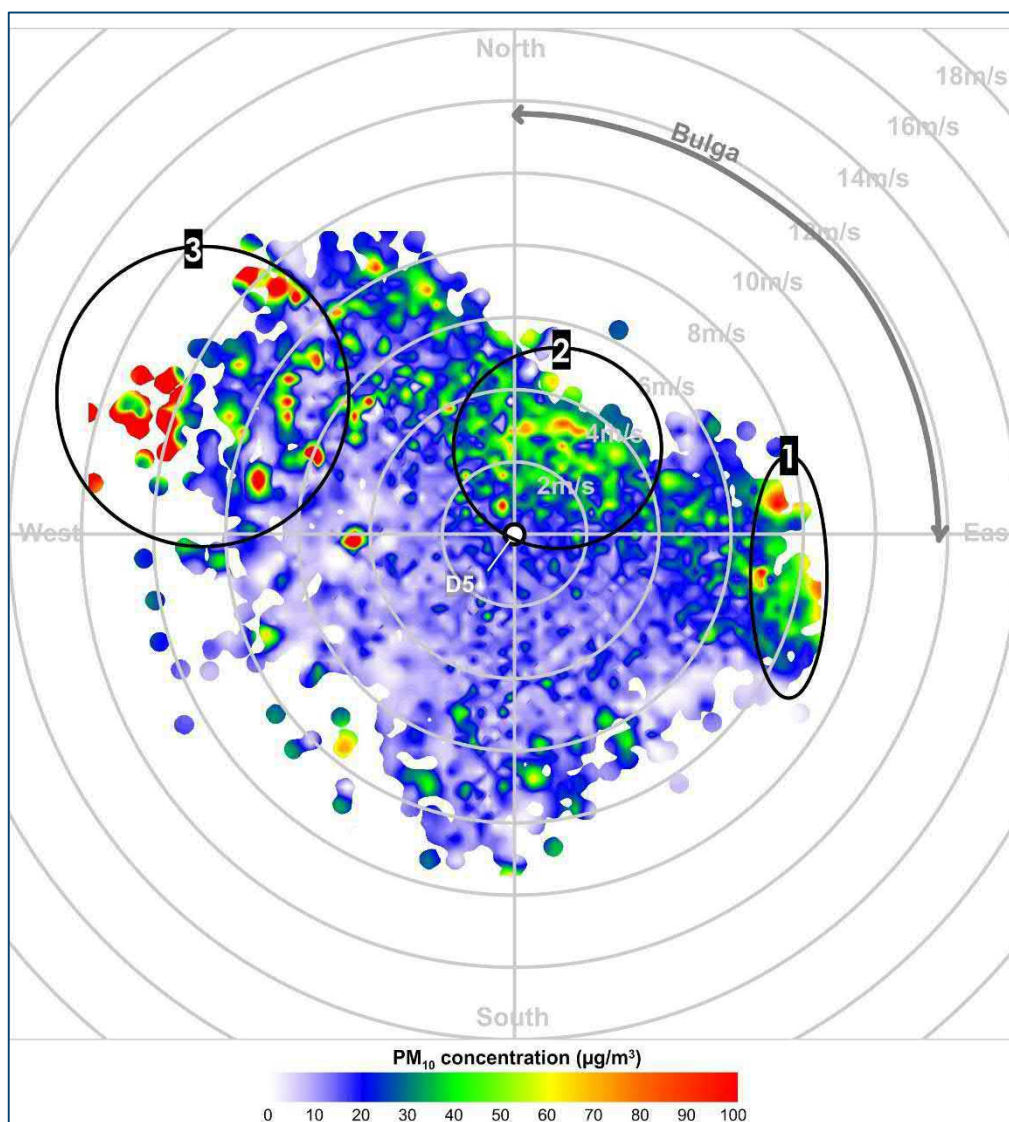 North
18m/s
16m/s
Bulga
14m/s
12m/s
3
10m/s
8m/s
2
6m/s
4m/s
1
2m/s
West
East
D5
South
PM₁₀ concentration (µg/m³)
0 10 20 30 40 50 60 70 80 90 100